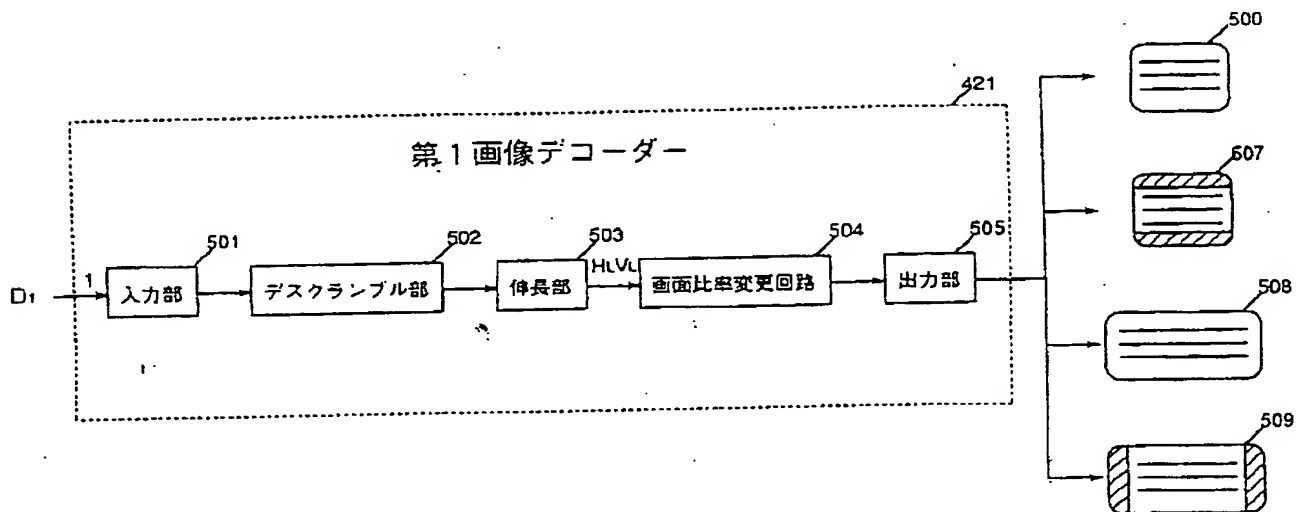 500
421
第1画像デコーダー
507
501
502
503
504
505
D1
1
入力部
デスクランブル部
伸長部
HLVL
画面比率変更回路
出力部
508
509